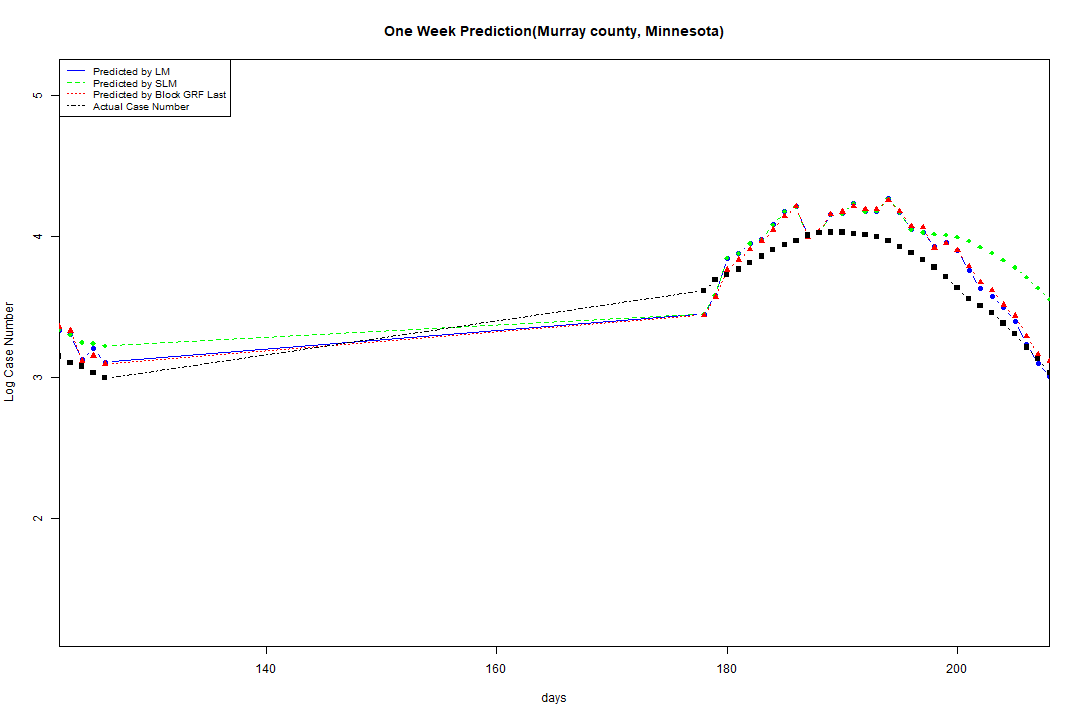 One Week Prediction(Murray county, Minnesota)
Predicted by LM
Predicted by SLM
Predicted by Block GRF Last
Actual Case Number
5
4
3
2
Log Case Number
140 160 180 200
days